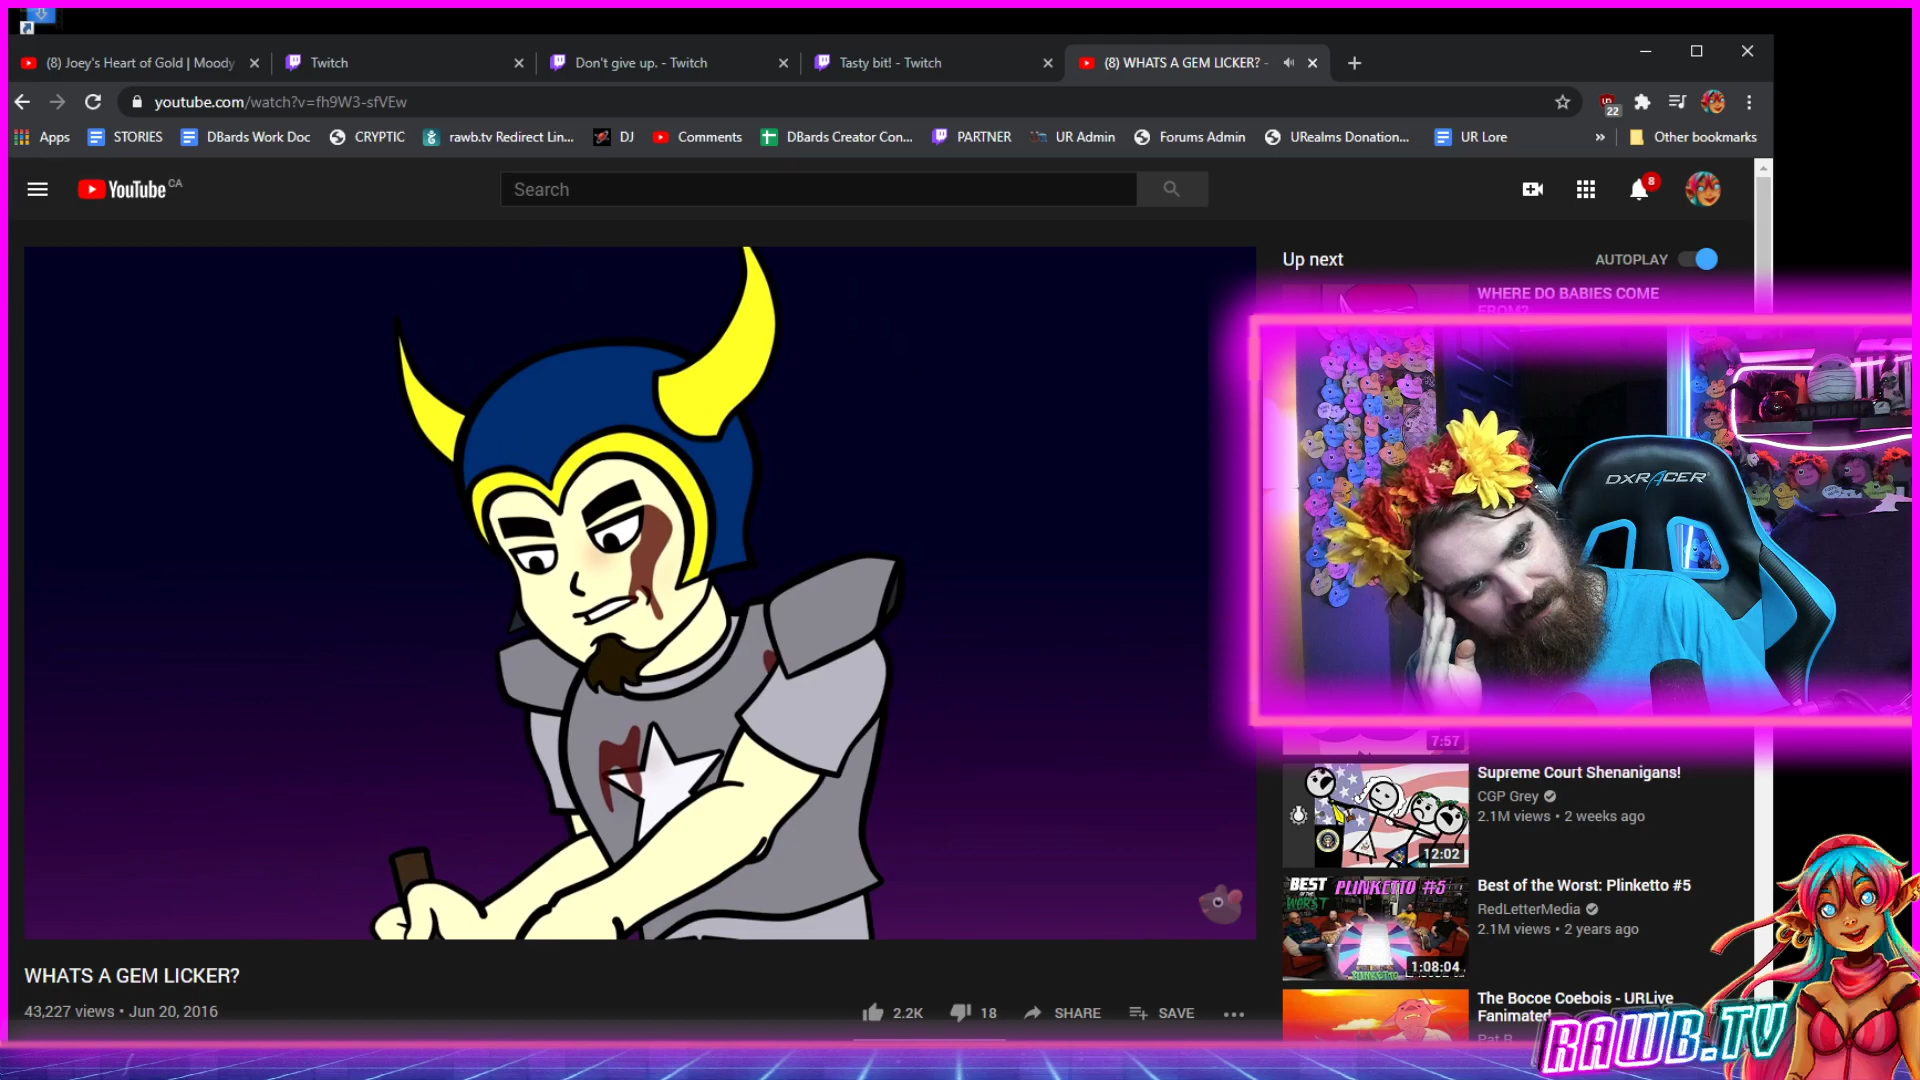 (8) Joey's Heart of Gold | Moody
Twitch
Don't give up. - Twitch
Tasty bit! - Twitch
(8) WHATS A GEM LICKER? -
youtube.com/watch?v=fh9W3-sfVEw
22
Apps
STORIES
DBards Work Doc
CRYPTIC
rawb.tv Redirect Lin...
DJ
Comments
DBards Creator Con...
PARTNER
UR Admin
Forums Admin
URealms Donation...
UR Lore
»
Other bookmarks
YouTube CA
Search
8
Up next
AUTOPLAY
WHERE DO BABIES COME
FROM?
DXRACER
7:57
Supreme Court Shenanigans!
CGP Grey
2.1M views • 2 weeks ago
12:02
BEST OF THE WORST
PLINKETTO #5
Best of the Worst: Plinketto #5
RedLetterMedia
2.1M views • 2 years ago
1:08:04
The Bocoe Coebois - URLive
Fanimated
WHATS A GEM LICKER?
43,227 views • Jun 20, 2016
2.2K
18
SHARE
SAVE
RAWB.TV